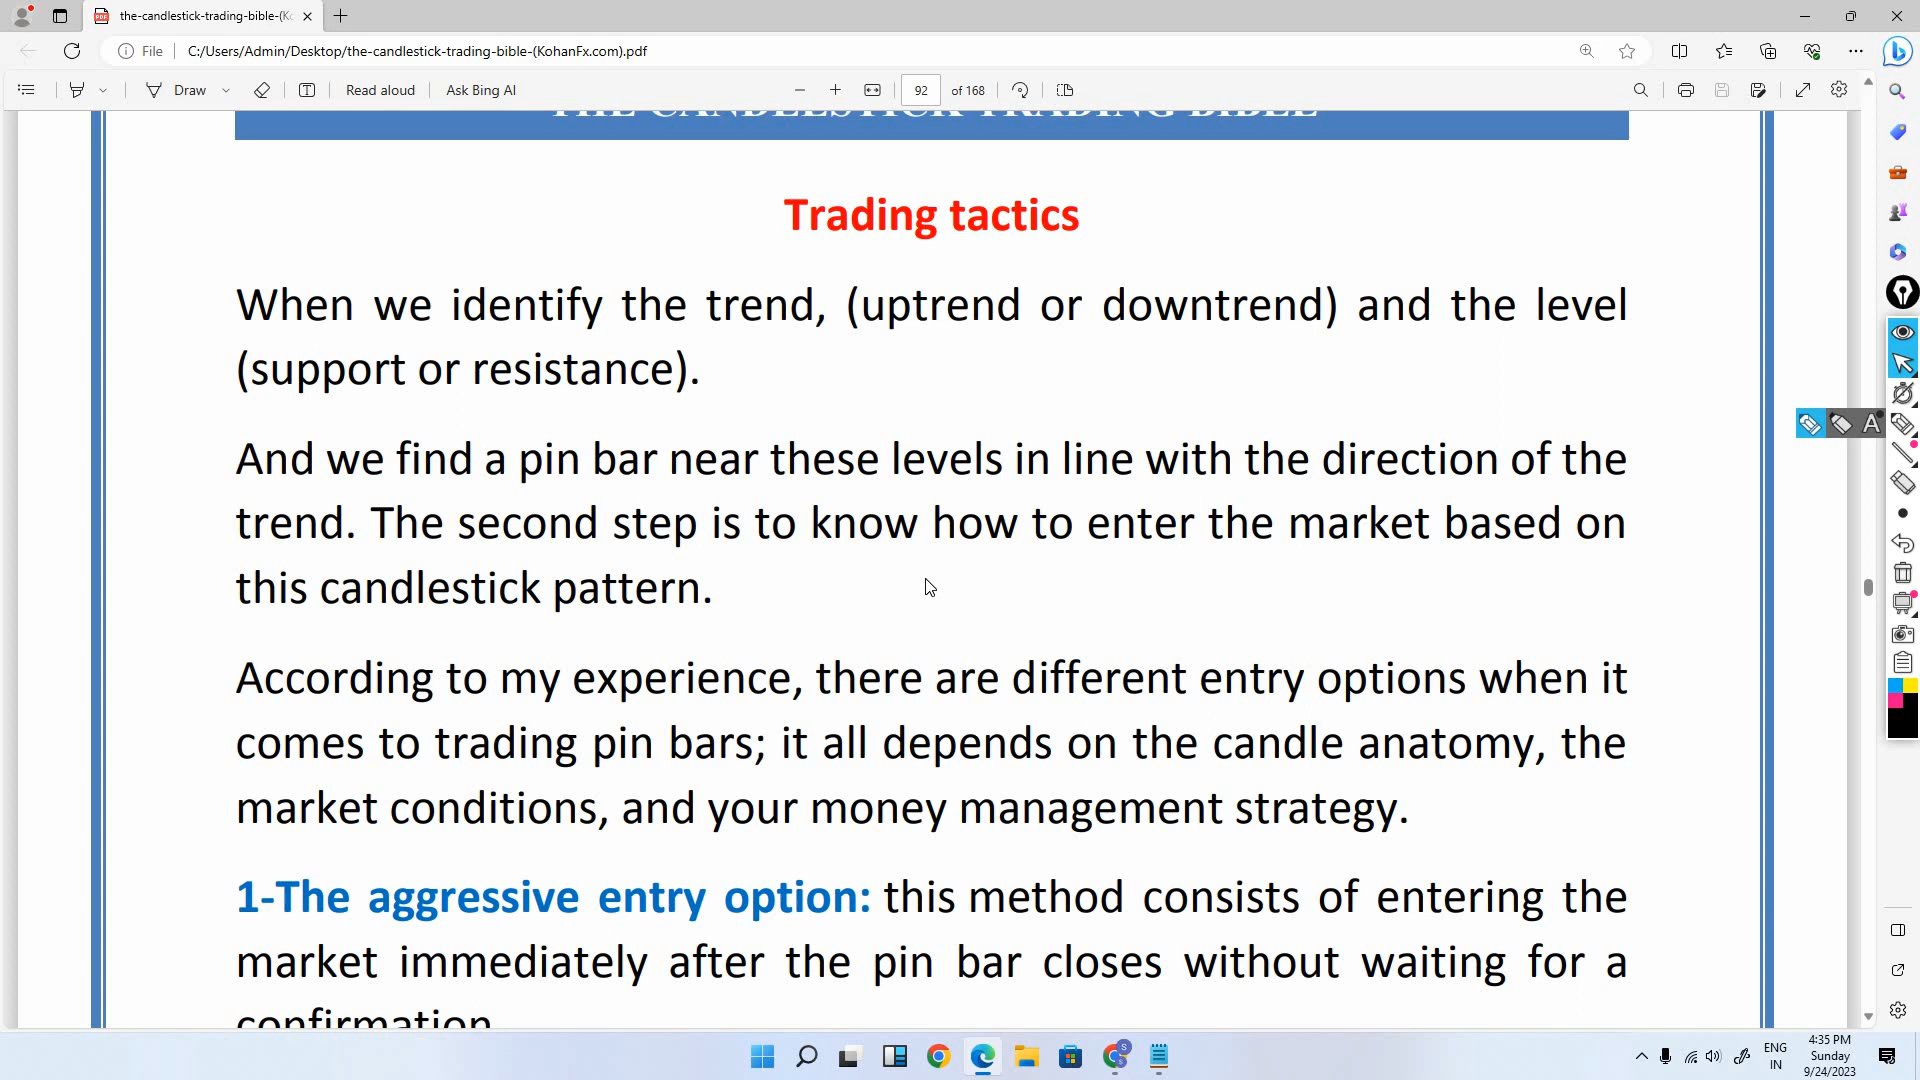 the-candlestick-trading-bible-(Ko
File
C:/Users/Admin/Desktop/the-candlestick-trading-bible-(KohanFx.com).pdf
Draw
Read aloud
Ask Bing AI
92 of 168
THE CANDLESTICK TRADING BIBLE
Trading tactics
When we identify the trend, (uptrend or downtrend) and the level
(support or resistance).
And we find a pin bar near these levels in line with the direction of the
trend. The second step is to know how to enter the market based on
this candlestick pattern.
According to my experience, there are different entry options when it
comes to trading pin bars; it all depends on the candle anatomy, the
market conditions, and your money management strategy.
1-The aggressive entry option: this method consists of entering the
market immediately after the pin bar closes without waiting for a
confirmation
A
ENG
IN
4:35 PM
Sunday
9/24/2023